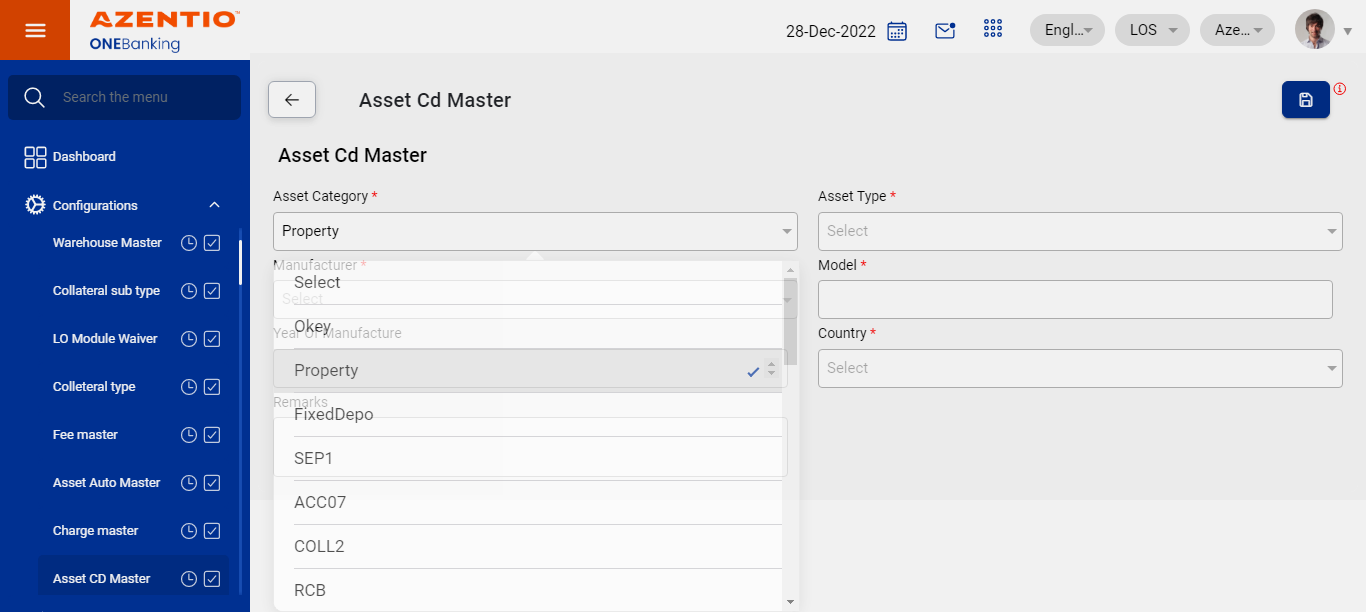 AZENTIO™
ONEBanking
28-Dec-2022
Engl...
LOS
Aze...
Search the menu
Dashboard
Configurations
Warehouse Master
Collateral sub type
LO Module Waiver
Colleteral type
Fee master
Asset Auto Master
Charge master
Asset CD Master
Asset Cd Master
Asset Cd Master
Asset Category *
Property
Asset Type *
Select
Manufacturer *
Select
Model *
Year Of Manufacture
Country *
Select
Remarks
Select
Okey
Property
FixedDepo
SEP1
ACC07
COLL2
RCB